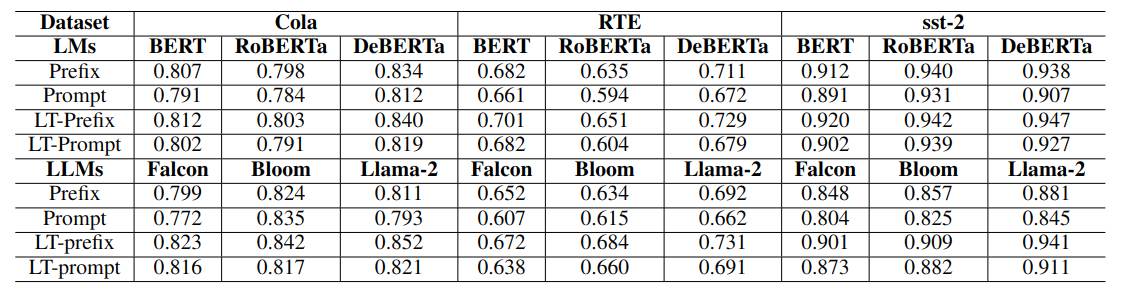 Dataset Cola RTE sst-2
LMs BERT RoBERTa DeBERTa BERT RoBERTa DeBERTa BERT RoBERTa DeBERTa
Prefix 0.807 0.798 0.834 0.682 0.635 0.711 0.912 0.940 0.938
Prompt 0.791 0.784 0.812 0.661 0.594 0.672 0.891 0.931 0.907
LT-Prefix 0.812 0.803 0.840 0.701 0.651 0.729 0.920 0.942 0.947
LT-Prompt 0.802 0.791 0.819 0.682 0.604 0.679 0.902 0.939 0.927
LLMs Falcon Bloom Llama-2 Falcon Bloom Llama-2 Falcon Bloom Llama-2
Prefix 0.799 0.824 0.811 0.652 0.634 0.692 0.848 0.857 0.881
Prompt 0.772 0.835 0.793 0.607 0.615 0.662 0.804 0.825 0.845
LT-prefix 0.823 0.842 0.852 0.672 0.684 0.731 0.901 0.909 0.941
LT-prompt 0.816 0.817 0.821 0.638 0.660 0.691 0.873 0.882 0.911